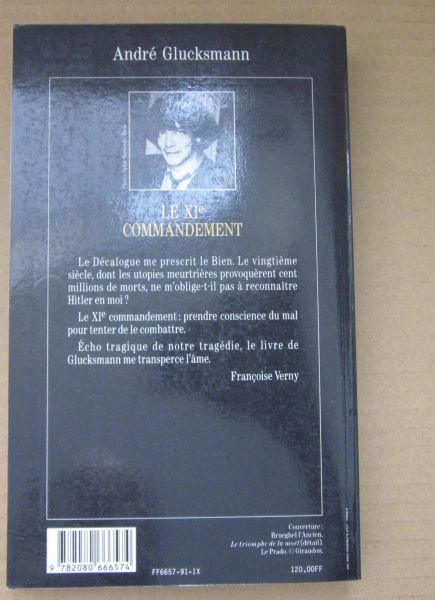 André Glucksmann
LE XIe
COMMANDEMENT
Le Décalogue me prescrit le Bien. Le vingtième
siècle, dont les utopies meurtrières provoquèrent cent
millions de morts, ne m'oblige-t-il pas à reconnaître
Hitler en moi ?
Le XIe commandement : prendre conscience du mal
pour tenter de le combattre.
Écho tragique de notre tragédie, le livre de
Glucksmann me transperce l'âme.
Françoise Verny
Couverture :
Brueghel l'Ancien,
Le triomphe de la mort (détail).
Le Prado. © Giraudon.
9 782080 666574
FF6657-91-IX
120,00FF